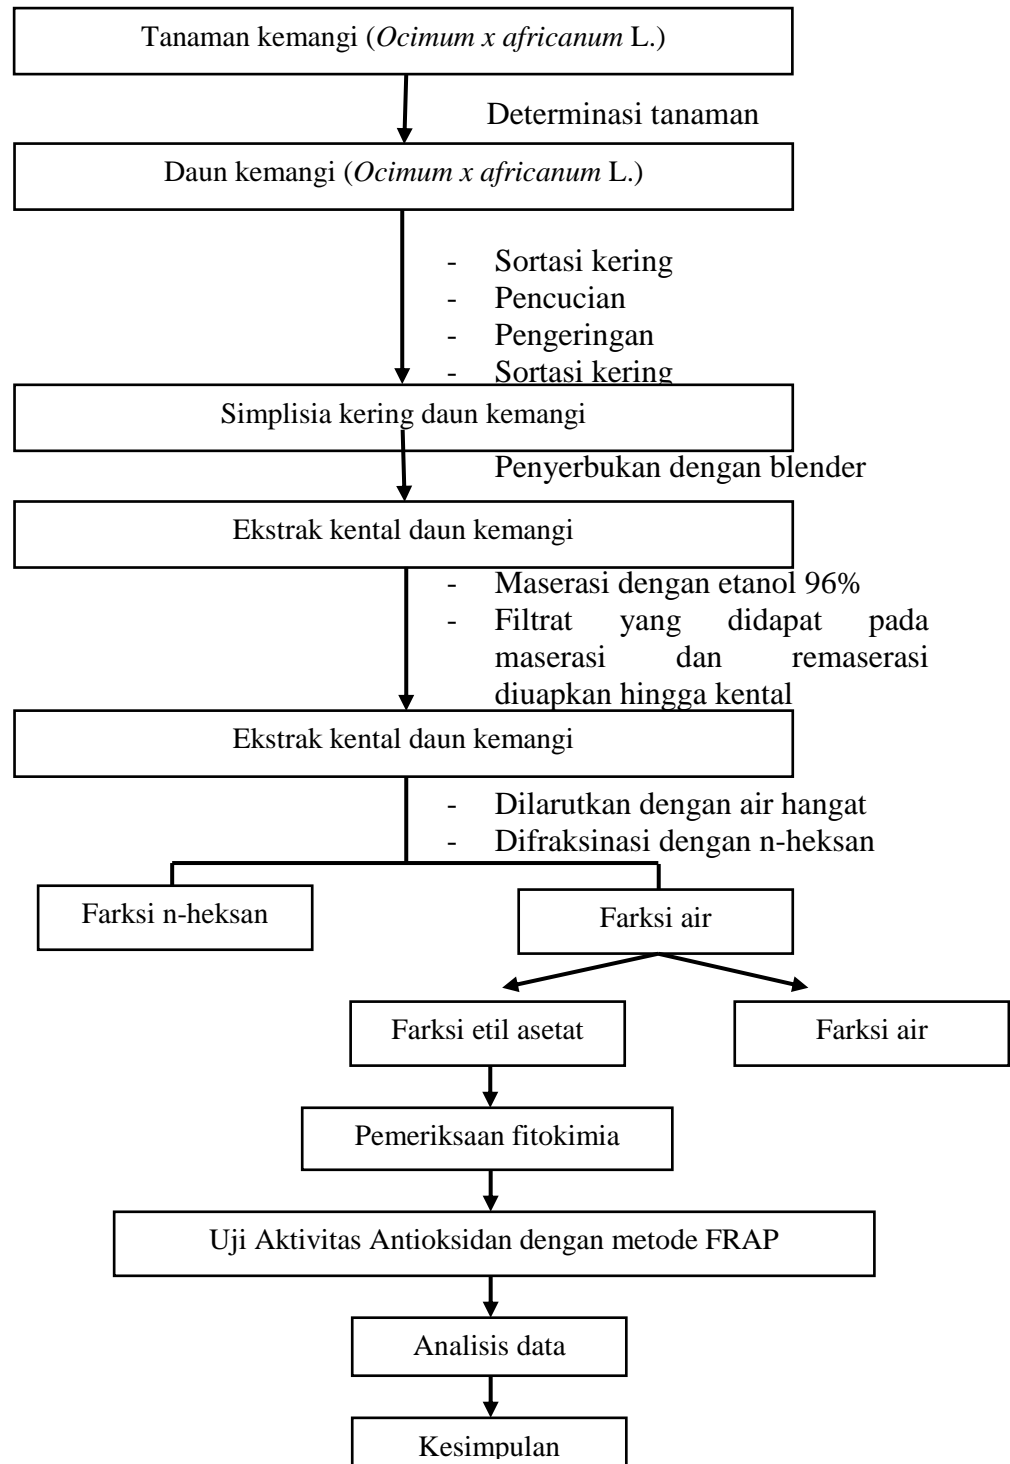 Tanaman kemangi (Ocimum x africanum L.)
Determinasi tanaman
Daun kemangi (Ocimum x africanum L.)
- Sortasi kering
- Pencucian
- Pengeringan
- Sortasi kering
Simplisia kering daun kemangi
Penyerbukan dengan blender
Ekstrak kental daun kemangi
- Maserasi dengan etanol 96%
- Filtrat yang didapat pada
maserasi dan remaserasi
diuapkan hingga kental
Ekstrak kental daun kemangi
- Dilarutkan dengan air hangat
- Difraksinasi dengan n-heksan
Farksi n-heksan
Farksi air
Farksi etil asetat
Farksi air
Pemeriksaan fitokimia
Uji Aktivitas Antioksidan dengan metode FRAP
Analisis data
Kesimpulan